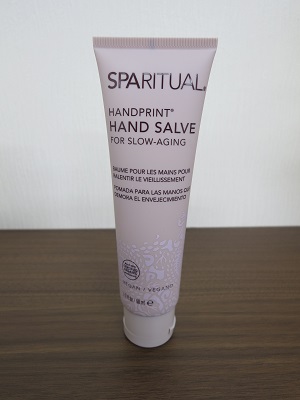 SPARITUAL®
HANDPRINT®
HAND SALVE
FOR SLOW-AGING
BAUME POUR LES MAINS POUR
RALENTIR LE VIEILLISSEMENT
POMADA PARA LAS MANOS QUE
DEMORA EL ENVEJECIMIENTO
VEGAN / VEGANO